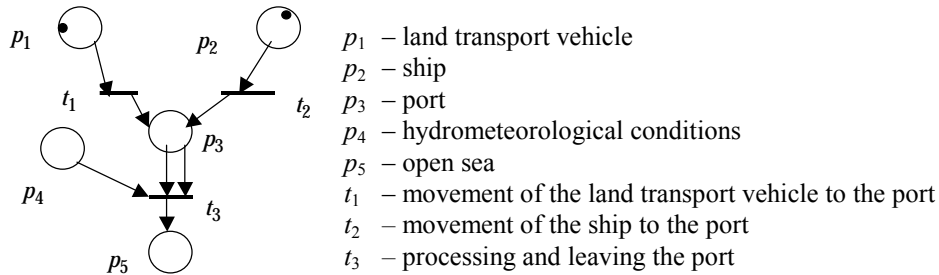 p1
p2
t1
t2
p3
p4
t3
p5
p1 – land transport vehicle
p2 – ship
p3 – port
p4 – hydrometeorological conditions
p5 – open sea
t1 – movement of the land transport vehicle to the port
t2 – movement of the ship to the port
t3 – processing and leaving the port